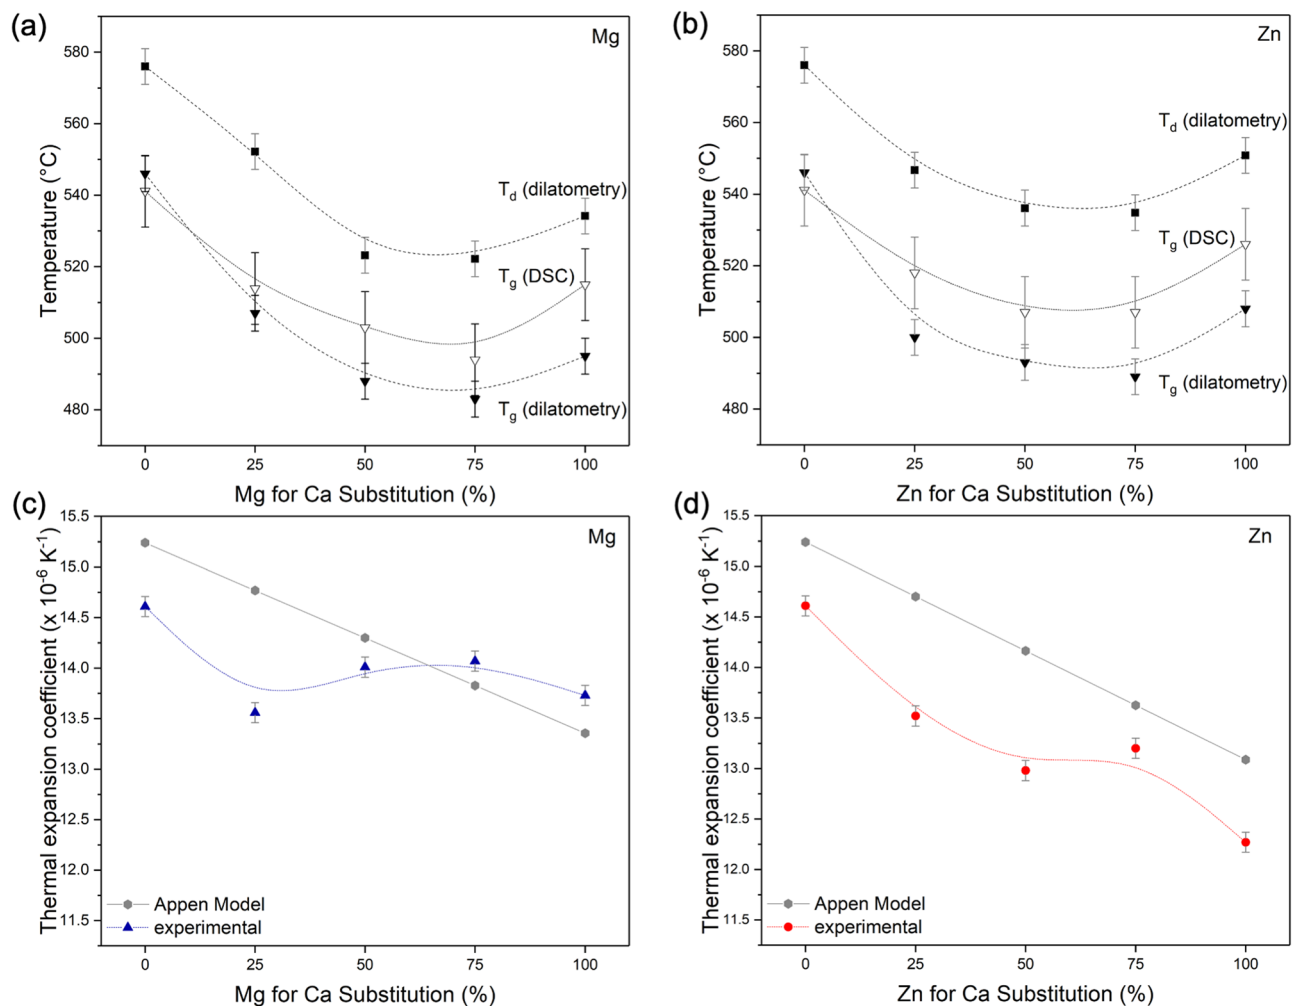 (a)
Mg
Temperature (°C)
580
560
540
520
500
480
T_d (dilatometry)
T_g (DSC)
T_g (dilatometry)
0 25 50 75 100
Mg for Ca Substitution (%)
(b)
Zn
Temperature (°C)
580
560
540
520
500
480
T_d (dilatometry)
T_g (DSC)
T_g (dilatometry)
0 25 50 75 100
Zn for Ca Substitution (%)
(c)
Mg
Thermal expansion coefficient (x 10⁻⁶ K⁻¹)
15.5
15.0
14.5
14.0
13.5
13.0
12.5
12.0
11.5
Appen Model
experimental
0 25 50 75 100
Mg for Ca Substitution (%)
(d)
Zn
Thermal expansion coefficient (x 10⁻⁶ K⁻¹)
15.5
15.0
14.5
14.0
13.5
13.0
12.5
12.0
11.5
Appen Model
experimental
0 25 50 75 100
Zn for Ca Substitution (%)